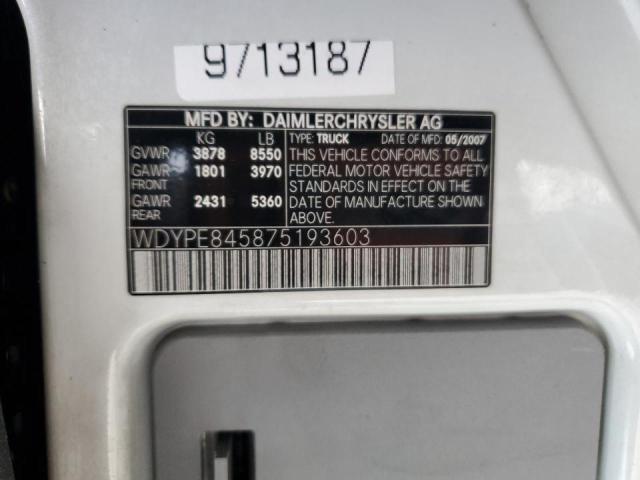 9713187
MFD BY: DAIMLERCHRYSLER AG
KG LB TYPE: TRUCK DATE OF MFD: 05/2007
GVWR 3878 8550 THIS VEHICLE CONFORMS TO ALL
GAWR 1801 3970 FEDERAL MOTOR VEHICLE SAFETY
FRONT STANDARDS IN EFFECT ON THE
GAWR 2431 5360 DATE OF MANUFACTURE SHOWN
REAR ABOVE.
WDYPE845875193603